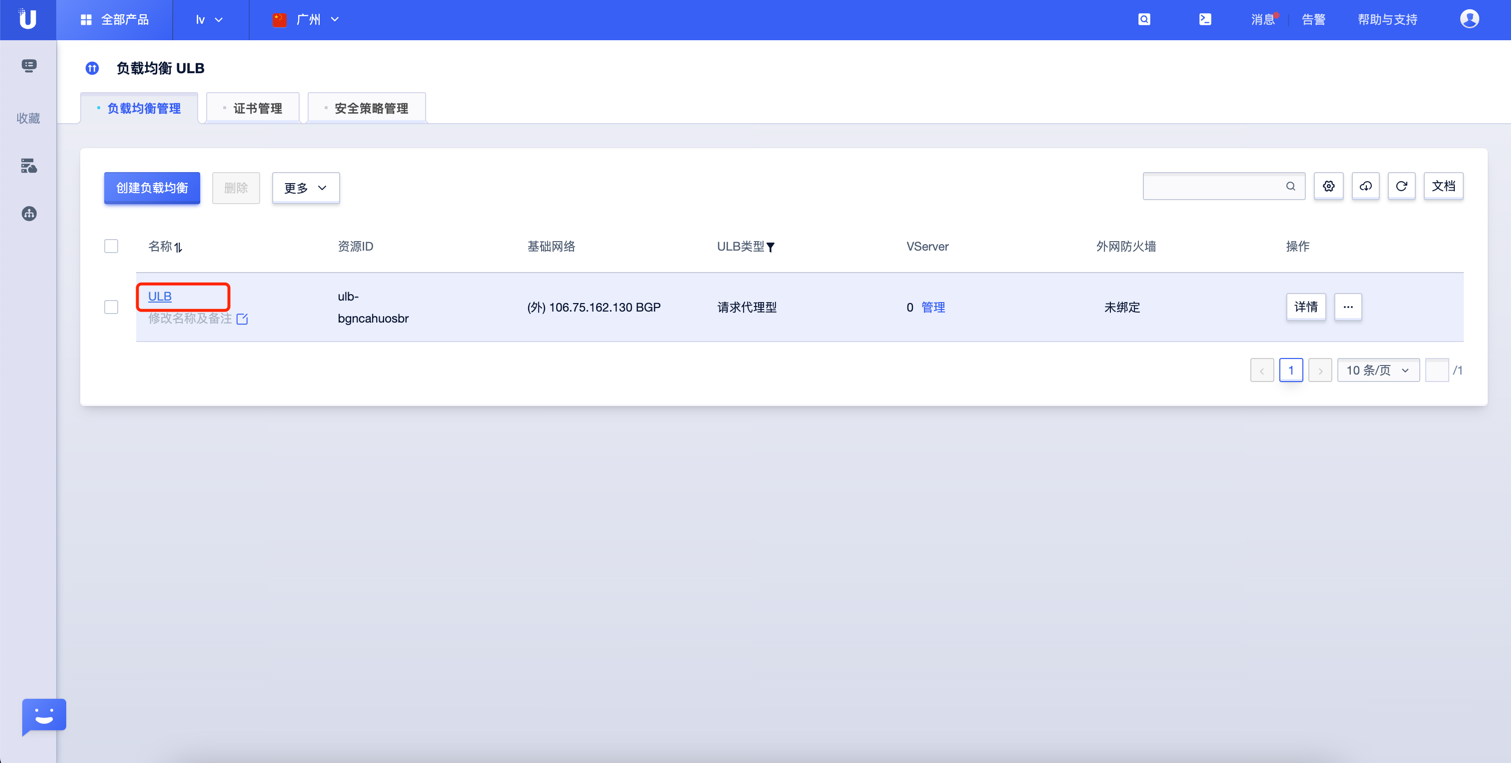 全部产品
lv
广州
消息
告警
帮助与支持
收藏
负载均衡 ULB
负载均衡管理
证书管理
安全策略管理
创建负载均衡
删除
更多
文档
名称
资源ID
基础网络
ULB类型
VServer
外网防火墙
操作
ULB
修改名称及备注
ulb-
bgncahuosbr
(外) 106.75.162.130 BGP
请求代理型
0 管理
未绑定
详情
...
1
10 条/页
/1